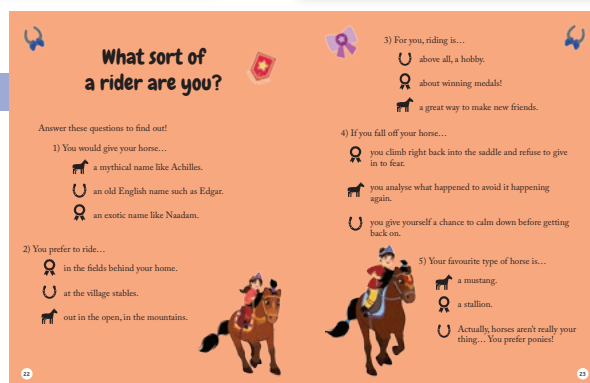 What sort of
a rider are you?
Answer these questions to find out!
1) You would give your horse…
a mythical name like Achilles.
an old English name such as Edgar.
an exotic name like Naadam.
2) You prefer to ride…
in the fields behind your home.
at the village stables.
out in the open, in the mountains.
22
3) For you, riding is…
above all, a hobby.
about winning medals!
a great way to make new friends.
4) If you fall off your horse…
you climb right back into the saddle and refuse to give
in to fear.
you analyse what happened to avoid it happening
again.
you give yourself a chance to calm down before getting
back on.
5) Your favourite type of horse is…
a mustang.
a stallion.
Actually, horses aren't really your
thing… You prefer ponies!
23